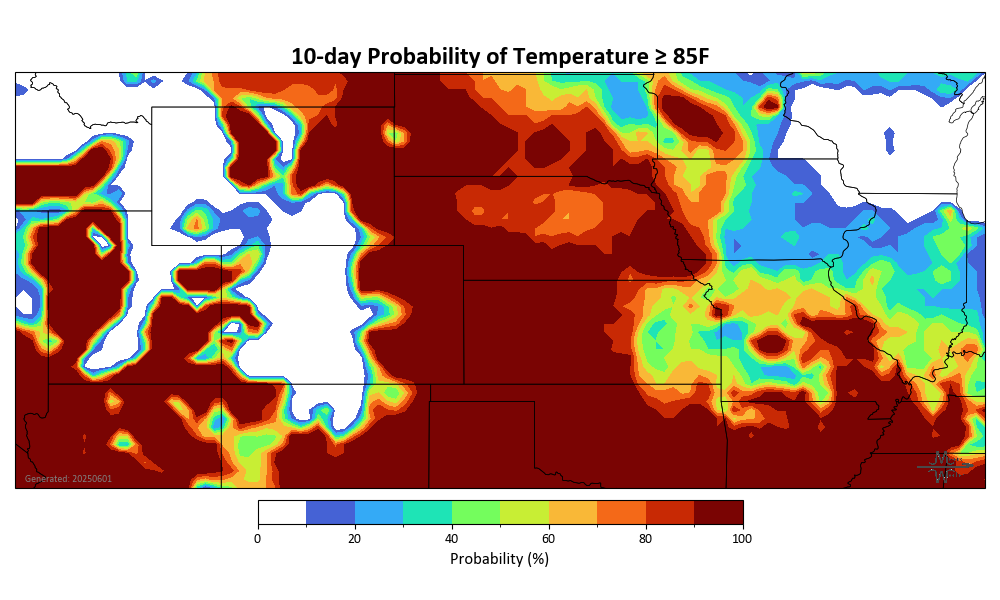 10-day Probability of Temperature ≥ 85F
Generated: 20250601
0 20 40 60 80 100
Probability (%)